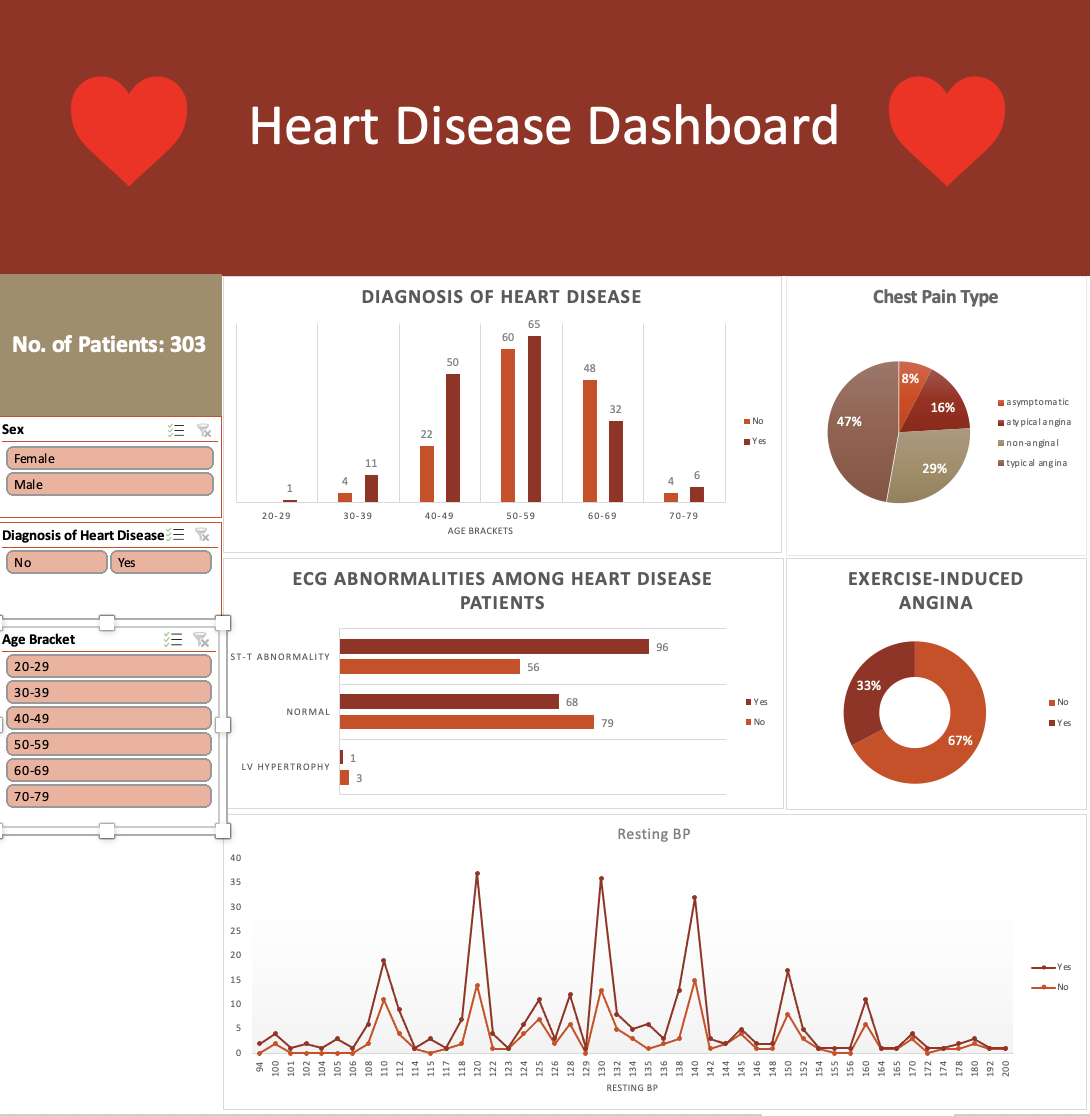 Heart Disease Dashboard
No. of Patients: 303
Sex
Female
Male
Diagnosis of Heart Disease
No
Yes
Age Bracket
20-29
30-39
40-49
50-59
60-69
70-79
DIAGNOSIS OF HEART DISEASE
1
4
11
22
50
60
65
48
32
4
6
20-29
30-39
40-49
50-59
60-69
70-79
AGE BRACKETS
No
Yes
Chest Pain Type
8%
16%
29%
47%
asymptomatic
atypical angina
non-anginal
typical angina
ECG ABNORMALITIES AMONG HEART DISEASE
PATIENTS
ST-T ABNORMALITY
96
56
NORMAL
68
79
LV HYPERTROPHY
1
3
Yes
No
EXERCISE-INDUCED
ANGINA
33%
67%
No
Yes
Resting BP
40
35
30
25
20
15
10
5
0
94
100
101
102
104
105
106
108
110
112
114
115
117
118
120
122
123
124
125
126
128
129
130
132
134
135
136
138
140
142
144
145
146
148
150
152
154
155
156
160
164
165
170
172
174
178
180
192
200
RESTING BP
Yes
No